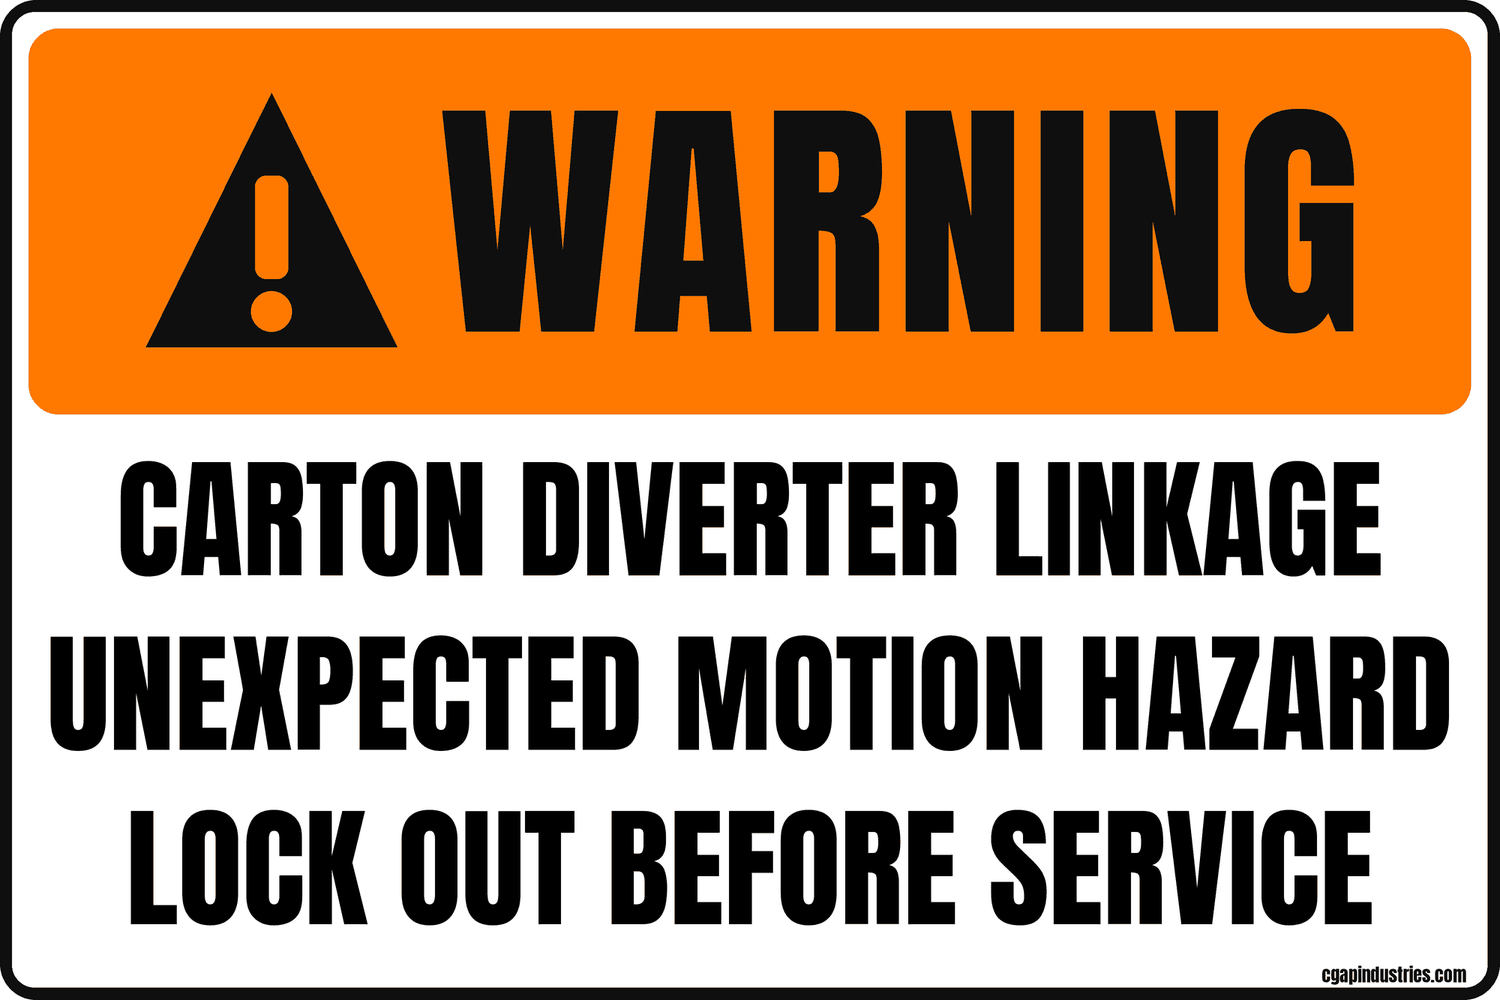 WARNING
CARTON DIVERTER LINKAGE
UNEXPECTED MOTION HAZARD
LOCK OUT BEFORE SERVICE
cgapindustries.com